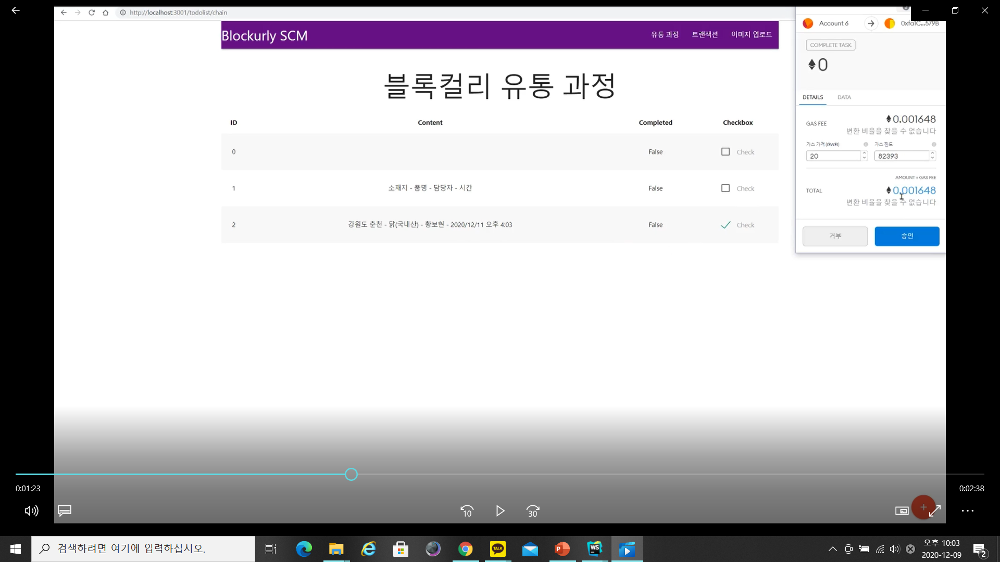 http://localhost:3001/todolist/chain
Blockurly SCM
유통 과정 트랜잭션 이미지 업로드
블록컬리 유통 과정
ID Content Completed Checkbox
0 False Check
1 소재지 - 품명 - 담당자 - 시간 False Check
2 강원도 춘천 - 닭(국내산) - 황보현 - 2020/12/11 오후 4:03 False Check
Account 6 0xfa1C...579B
COMPLETE TASK
0
DETAILS DATA
GAS FEE 0.001648
변환 비율을 찾을 수 없습니다
가스 가격 (GWEI) 가스 한도
20 82393
AMOUNT + GAS FEE
TOTAL 0.001648
변환 비율을 찾을 수 없습니다
거부 승인
0:01:23 0:02:38
10 30
검색하려면 여기에 입력하십시오.
TALK
P
WS
오후 10:03
2020-12-09
2